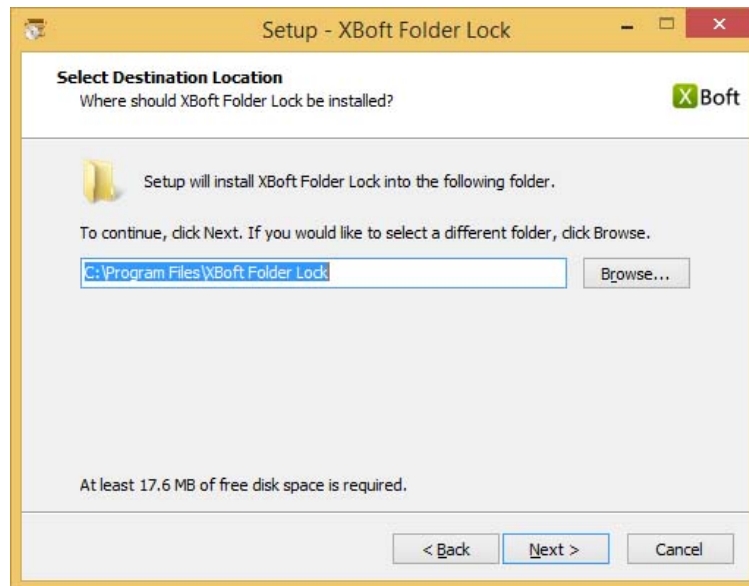 Setup - XBoft Folder Lock
Select Destination Location
Where should XBoft Folder Lock be installed?
X Boft
Setup will install XBoft Folder Lock into the following folder.
To continue, click Next. If you would like to select a different folder, click Browse.
C:\Program Files\XBoft Folder Lock
Browse...
At least 17.6 MB of free disk space is required.
< Back Next > Cancel